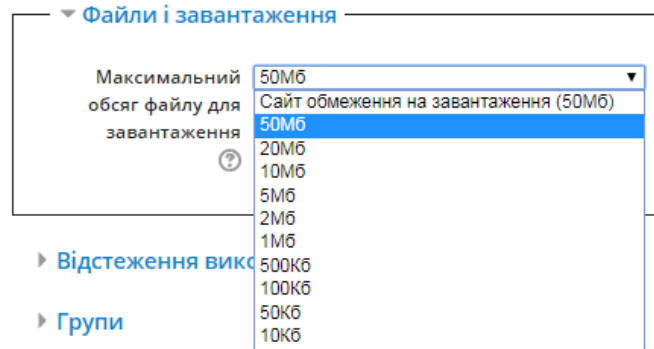 Файли і завантаження
Максимальний обсяг файлу для завантаження
50Мб
Сайт обмеження на завантаження (50Мб)
50Мб
20Мб
10Мб
5Мб
2Мб
1Мб
500Кб
100Кб
50Кб
10Кб
Відстеження
Групи